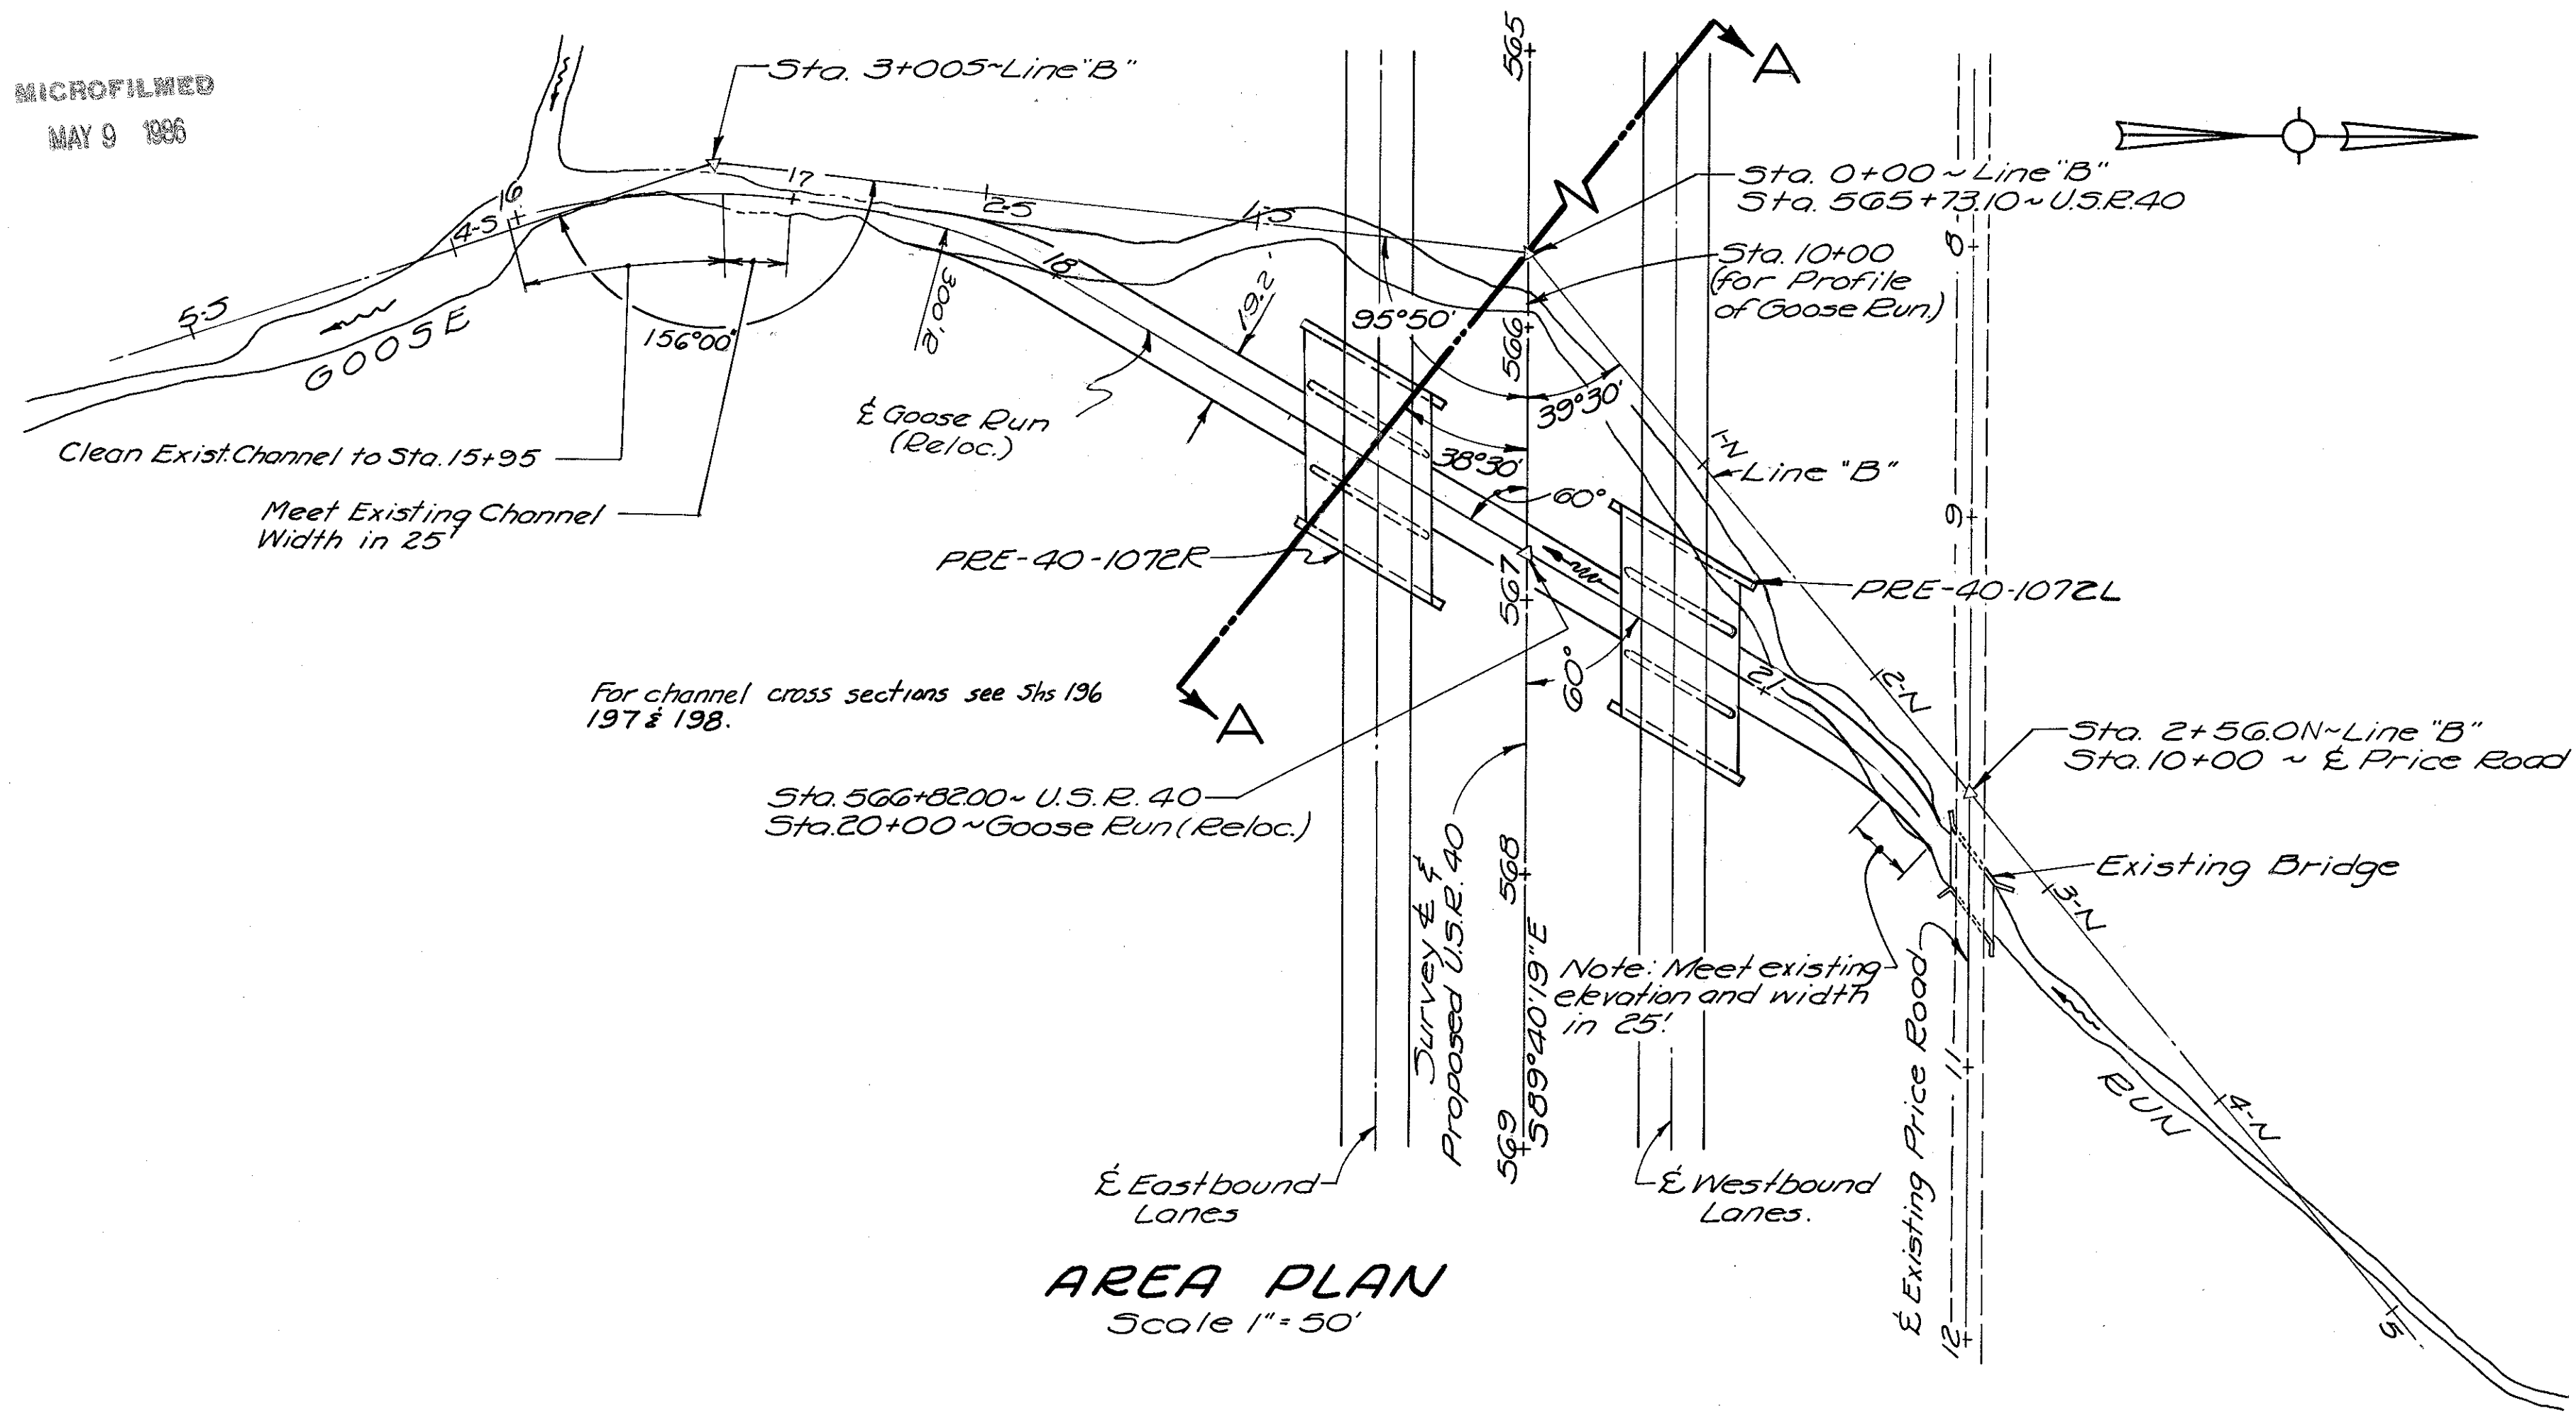 MICROFILMED
MAY 9 1986
Sta. 3+00S~Line "B"
565
A
Sta. 0+00 ~ Line "B"
Sta. 565+73.10 ~ U.S.R. 40
Sta. 10+00
(for Profile
of Goose Run)
8
16
17
2-S
1-S
4-S
5-S
GOOSE
156°00'
300'R.
18
19.2'
95°50'
566
39°30'
38°30'
1-N
Line "B"
9
℄ Goose Run
(Reloc.)
Clean Exist. Channel to Sta. 15+95
Meet Existing Channel
Width in 25'
60°
PRE-40-1072R
567
PRE-40-1072L
60°
21
2-N
For channel cross sections see Shs 196
197 & 198.
A
Sta. 2+56.0N~Line "B"
Sta. 10+00 ~ ℄ Price Road
Sta. 566+82.00 ~ U.S.R. 40
Sta. 20+00 ~ Goose Run (Reloc.)
568
Existing Bridge
3-N
Survey ℄ &
Proposed ℄ U.S.R. 40
S89°40'19"E
Note: Meet existing
elevation and width
in 25'.
11
RUN
4-N
569
℄ Eastbound
Lanes
℄ Westbound
Lanes.
℄ Existing Price Road
12
5
AREA PLAN
Scale 1" = 50'